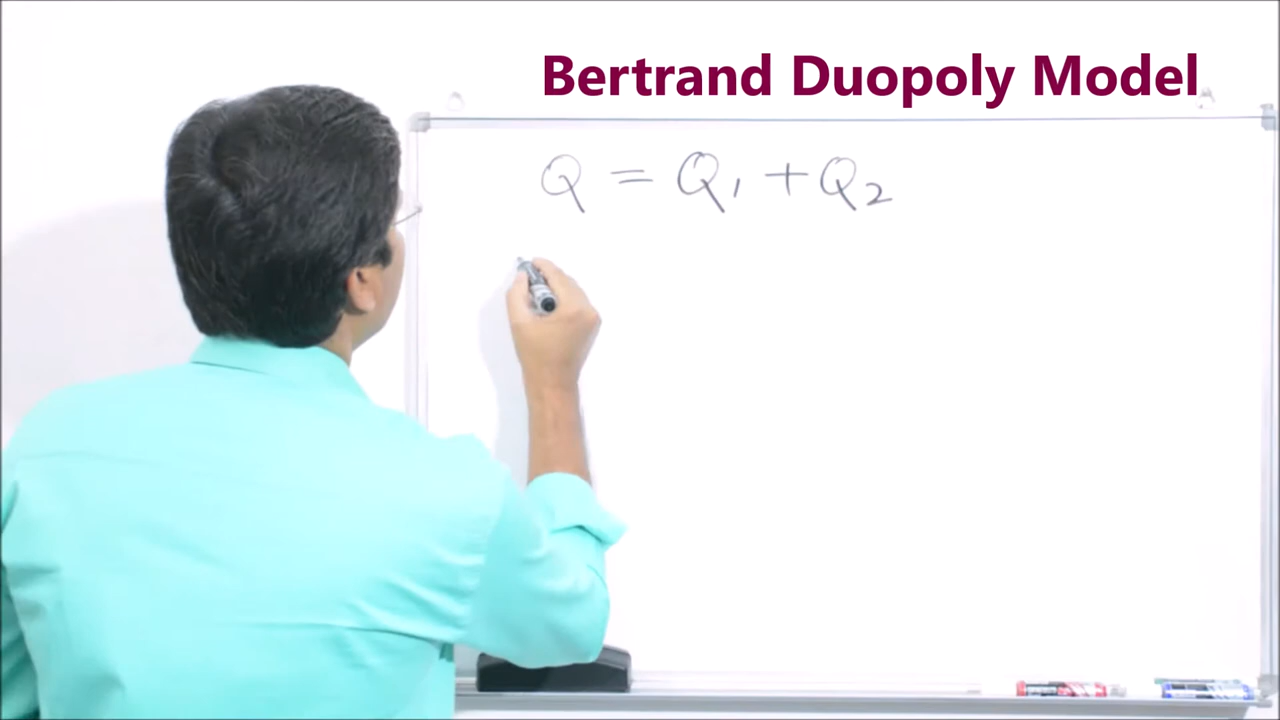 Bertrand Duopoly Model
Q = Q₁ + Q₂